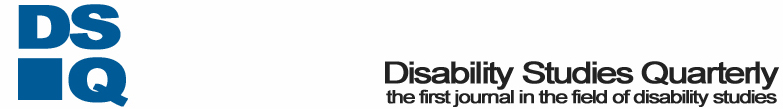 DS
Q
Disability Studies Quarterly
the first journal in the field of disability studies